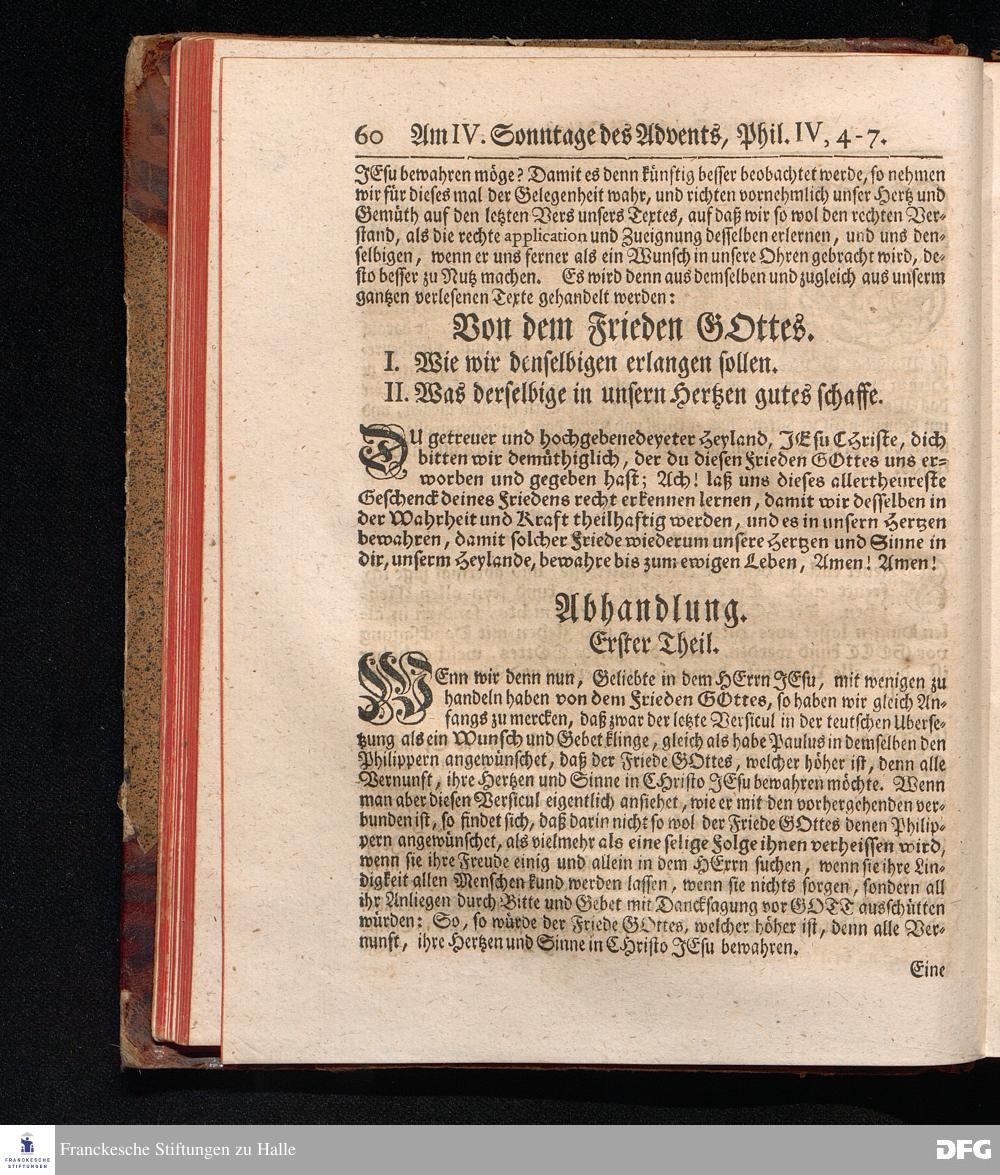 60 Am IV. Sonntage des Advents, Phil. IV, 4-7.
JEsu bewahren möge? Damit es denn künftig besser beobachtet werde, so nehmen
wir für dieses mal der Gelegenheit wahr, und richten vornehmlich unser Hertz und
Gemüth auf den letzten Vers unsers Textes, auf daß wir so wol den rechten Ver-
stand, als die rechte application und Zueignung desselben erlernen, und uns den-
selbigen, wenn er uns ferner als ein Wunsch in unsere Ohren gebracht wird, de-
sto besser zu Nutz machen. Es wird denn aus demselben und zugleich aus unserm
gantzen verlesenen Texte gehandelt werden:
Von dem Frieden GOttes.
I. Wie wir denselbigen erlangen sollen.
II. Was derselbige in unsern Hertzen gutes schaffe.
DU getreuer und hochgebenedeyeter Heyland, JEsu CHriste, dich
bitten wir demüthiglich, der du diesen Frieden GOttes uns er-
worben und gegeben hast; Ach! laß uns dieses allertheureste
Geschenck deines Friedens recht erkennen lernen, damit wir desselben in
der Wahrheit und Kraft theilhaftig werden, und es in unsern Hertzen
bewahren, damit solcher Friede wiederum unsere Hertzen und Sinne in
dir, unserm Heylande, bewahre bis zum ewigen Leben, Amen! Amen!
Abhandlung.
Erster Theil.
WEnn wir denn nun, Geliebte in dem HErrn JEsu, mit wenigen zu
handeln haben von dem Frieden GOttes, so haben wir gleich An-
fangs zu mercken, daß zwar der letzte Versicul in der teutschen Uberse-
tzung als ein Wunsch und Gebet klinge, gleich als habe Paulus in demselben den
Philippern angewünschet, daß der Friede GOttes, welcher höher ist, denn alle
Vernunft, ihre Hertzen und Sinne in CHristo JEsu bewahren möchte. Wenn
man aber diesen Versicul eigentlich ansiehet, wie er mit den vorhergehenden ver-
bunden ist, so findet sich, daß darin nicht so wol der Friede GOttes denen Philip-
pern angewünschet, als vielmehr als eine selige Folge ihnen verheissen wird,
wenn sie ihre Freude einig und allein in dem HErrn suchen, wenn sie ihre Lin-
digkeit allen Menschen kund werden lassen, wenn sie nichts sorgen, sondern all
ihr Anliegen durch Bitte und Gebet mit Dancksagung vor GOTT ausschütten
würden: So, so würde der Friede GOttes, welcher höher ist, denn alle Ver-
nunft, ihre Hertzen und Sinne in CHristo JEsu bewahren.
Eine
FRANCKESCHE
STIFTUNGEN
Franckesche Stiftungen zu Halle
DFG